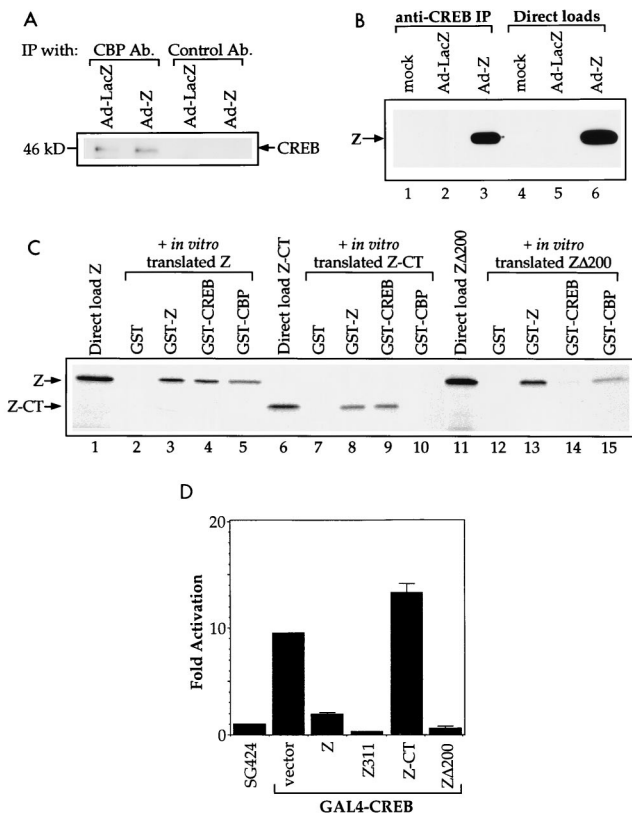 A
IP with: CBP Ab. Control Ab.
Ad-LacZ Ad-Z Ad-LacZ Ad-Z
46 kD CREB
B
anti-CREB IP Direct loads
mock Ad-LacZ Ad-Z mock Ad-LacZ Ad-Z
Z
1 2 3 4 5 6
C
+ in vitro translated Z
+ in vitro translated Z-CT
+ in vitro translated ZΔ200
Direct load Z GST GST-Z GST-CREB GST-CBP Direct load Z-CT GST GST-Z GST-CREB GST-CBP Direct load ZΔ200 GST GST-Z GST-CREB GST-CBP
Z
Z-CT
1 2 3 4 5 6 7 8 9 10 11 12 13 14 15
D
Fold Activation
20
10
0
SG424 vector Z Z311 Z-CT ZΔ200
GAL4-CREB